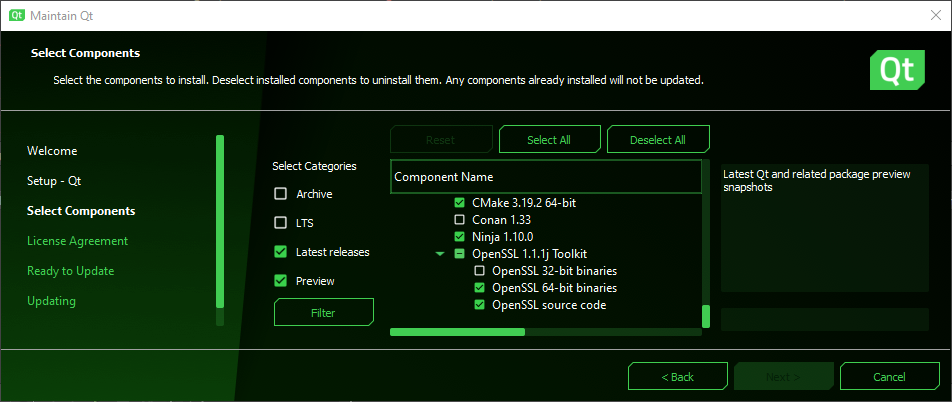 Maintain Qt
Select Components
Select the components to install. Deselect installed components to uninstall them. Any components already installed will not be updated.
Qt
Welcome
Setup - Qt
Select Components
License Agreement
Ready to Update
Updating
Select Categories
Archive
LTS
Latest releases
Preview
Filter
Reset
Select All
Deselect All
Component Name
CMake 3.19.2 64-bit
Conan 1.33
Ninja 1.10.0
OpenSSL 1.1.1j Toolkit
OpenSSL 32-bit binaries
OpenSSL 64-bit binaries
OpenSSL source code
Latest Qt and related package preview
snapshots
< Back
Next >
Cancel